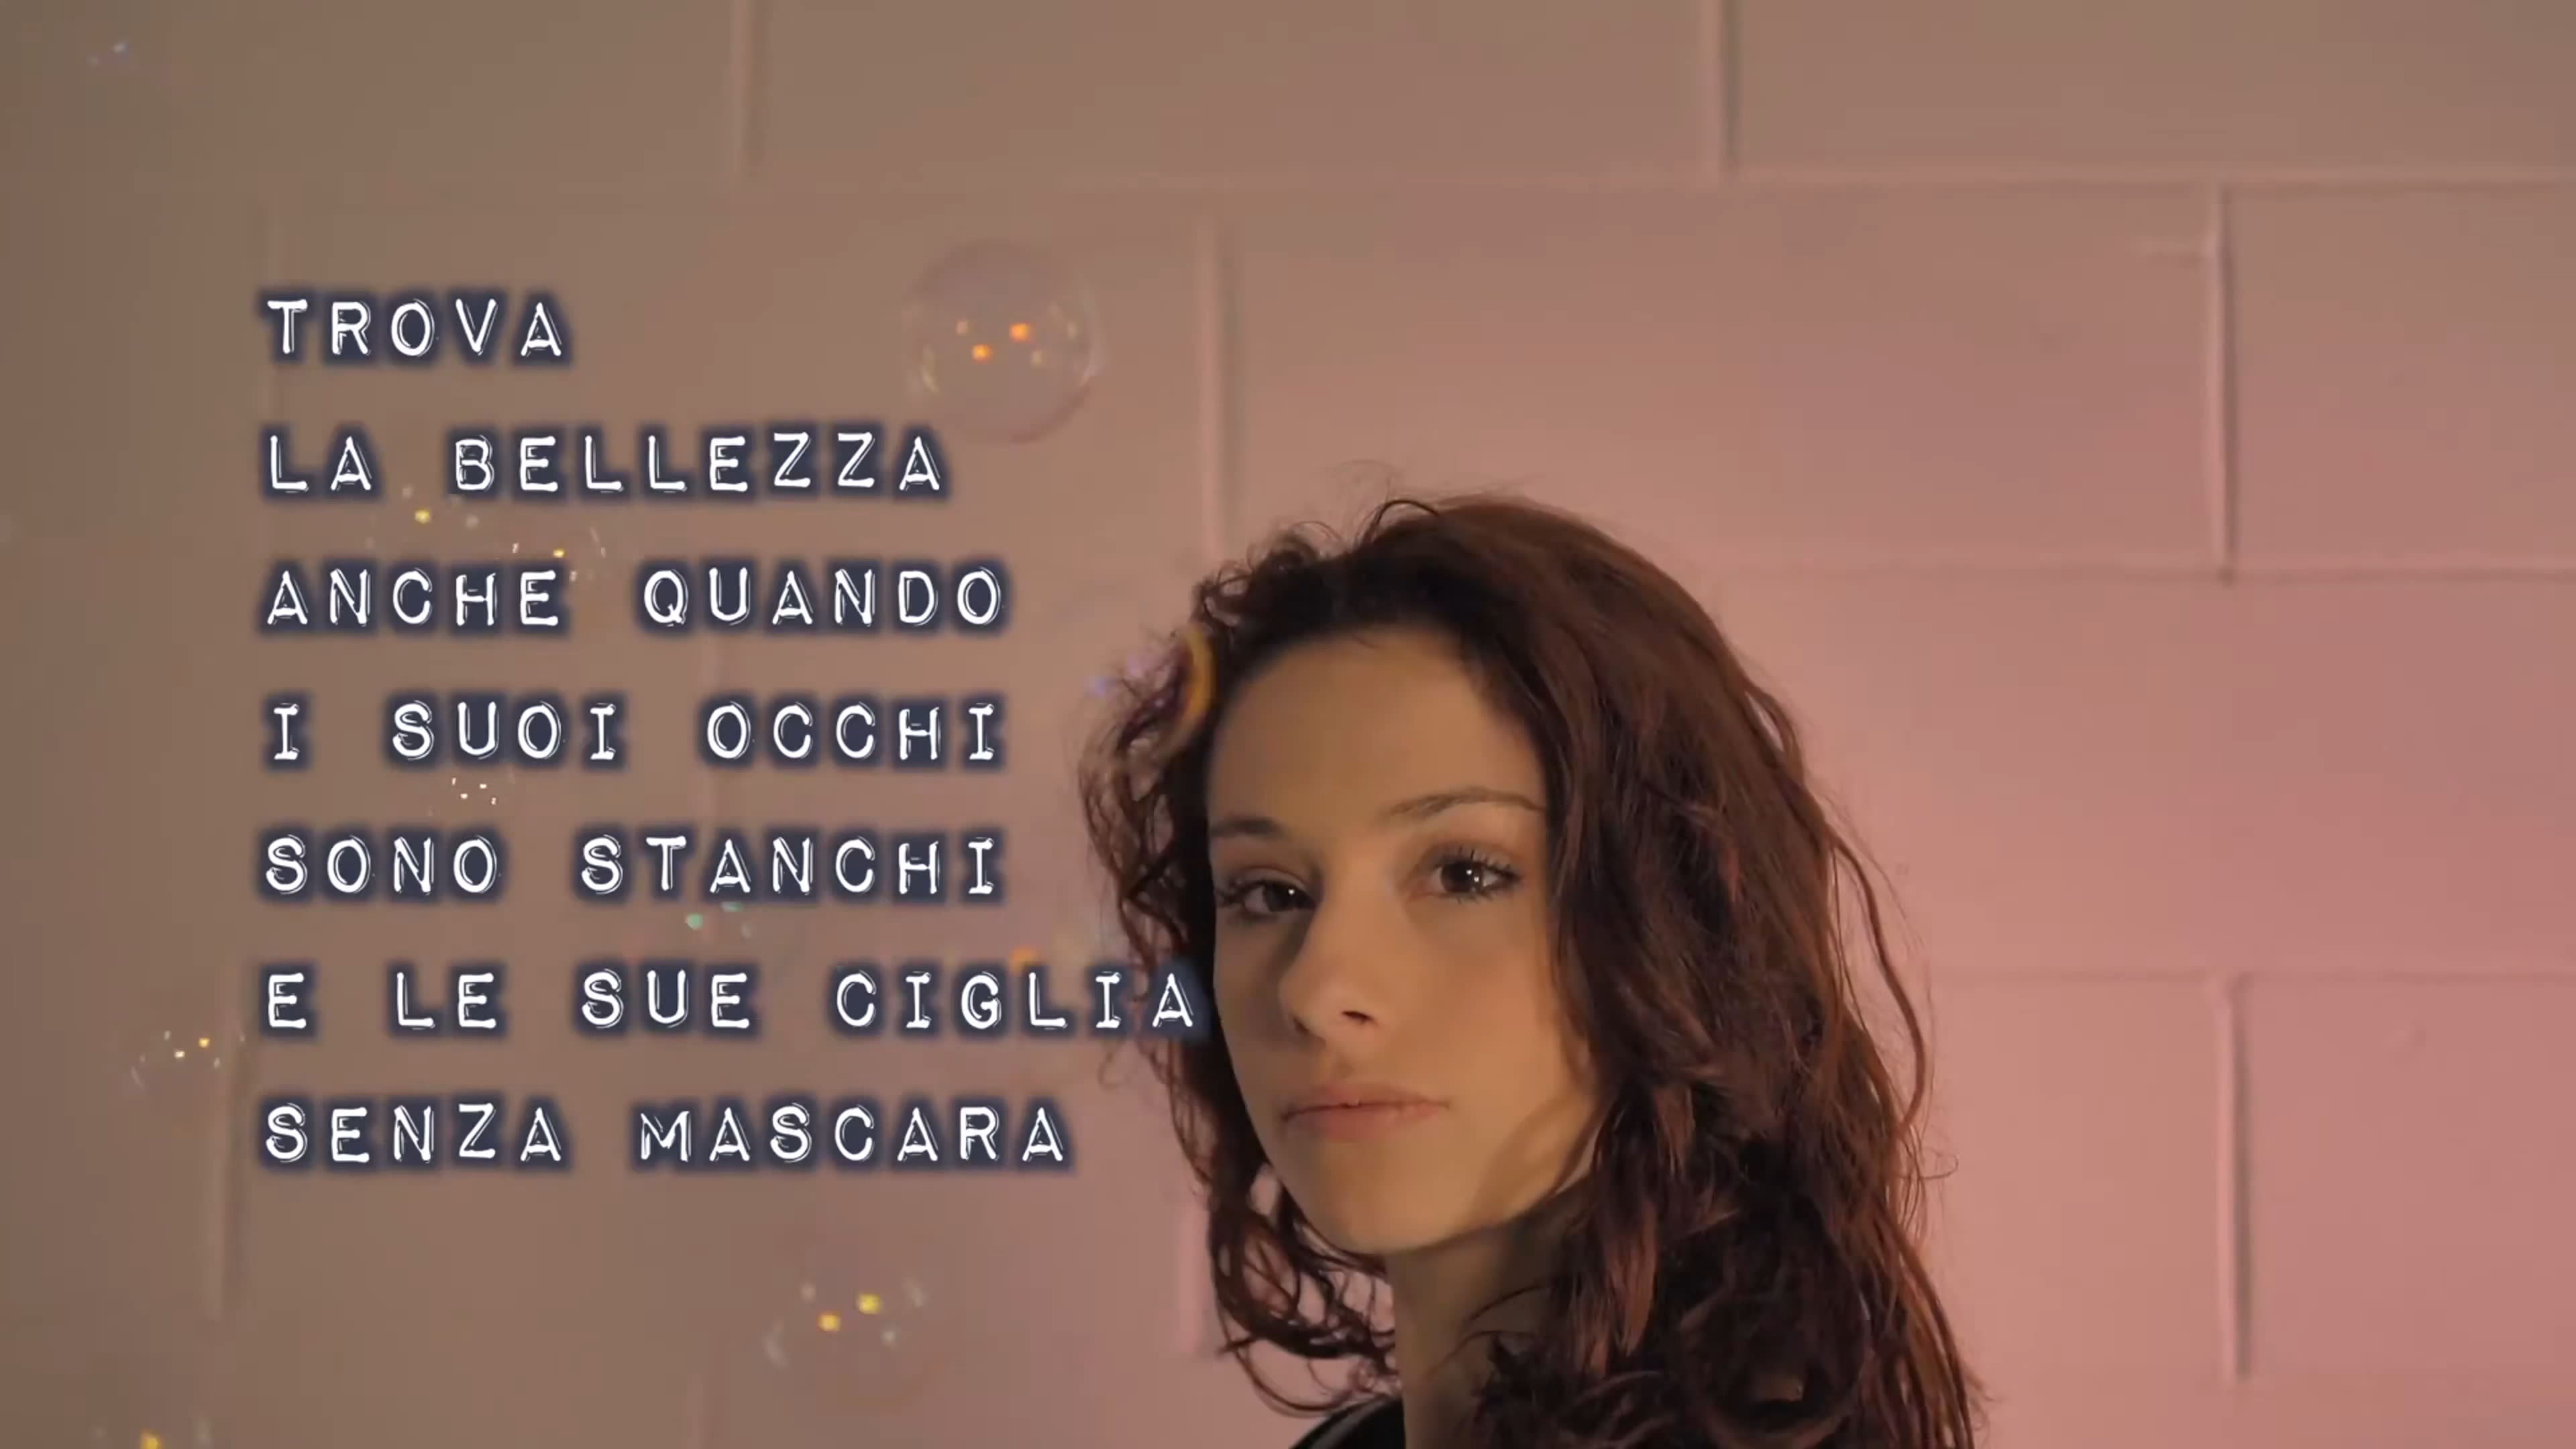 TROVA
LA BELLEZZA
ANCHE QUANDO
I SUOI OCCHI
SONO STANCHI
E LE SUE CIGLIA
SENZA MASCARA